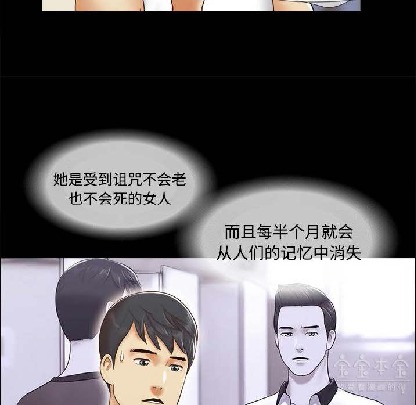 她是受到诅咒不会老
也不会死的女人
而且每半个月就会
从人们的记忆中消失